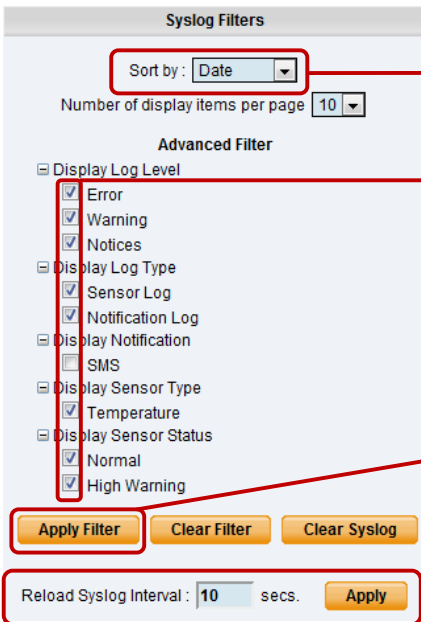 Syslog Filters
Sort by : Date
Number of display items per page 10
Advanced Filter
Display Log Level
Error
Warning
Notices
Display Log Type
Sensor Log
Notification Log
Display Notification
SMS
Display Sensor Type
Temperature
Display Sensor Status
Normal
High Warning
Apply Filter Clear Filter Clear Syslog
Reload Syslog Interval : 10 secs. Apply